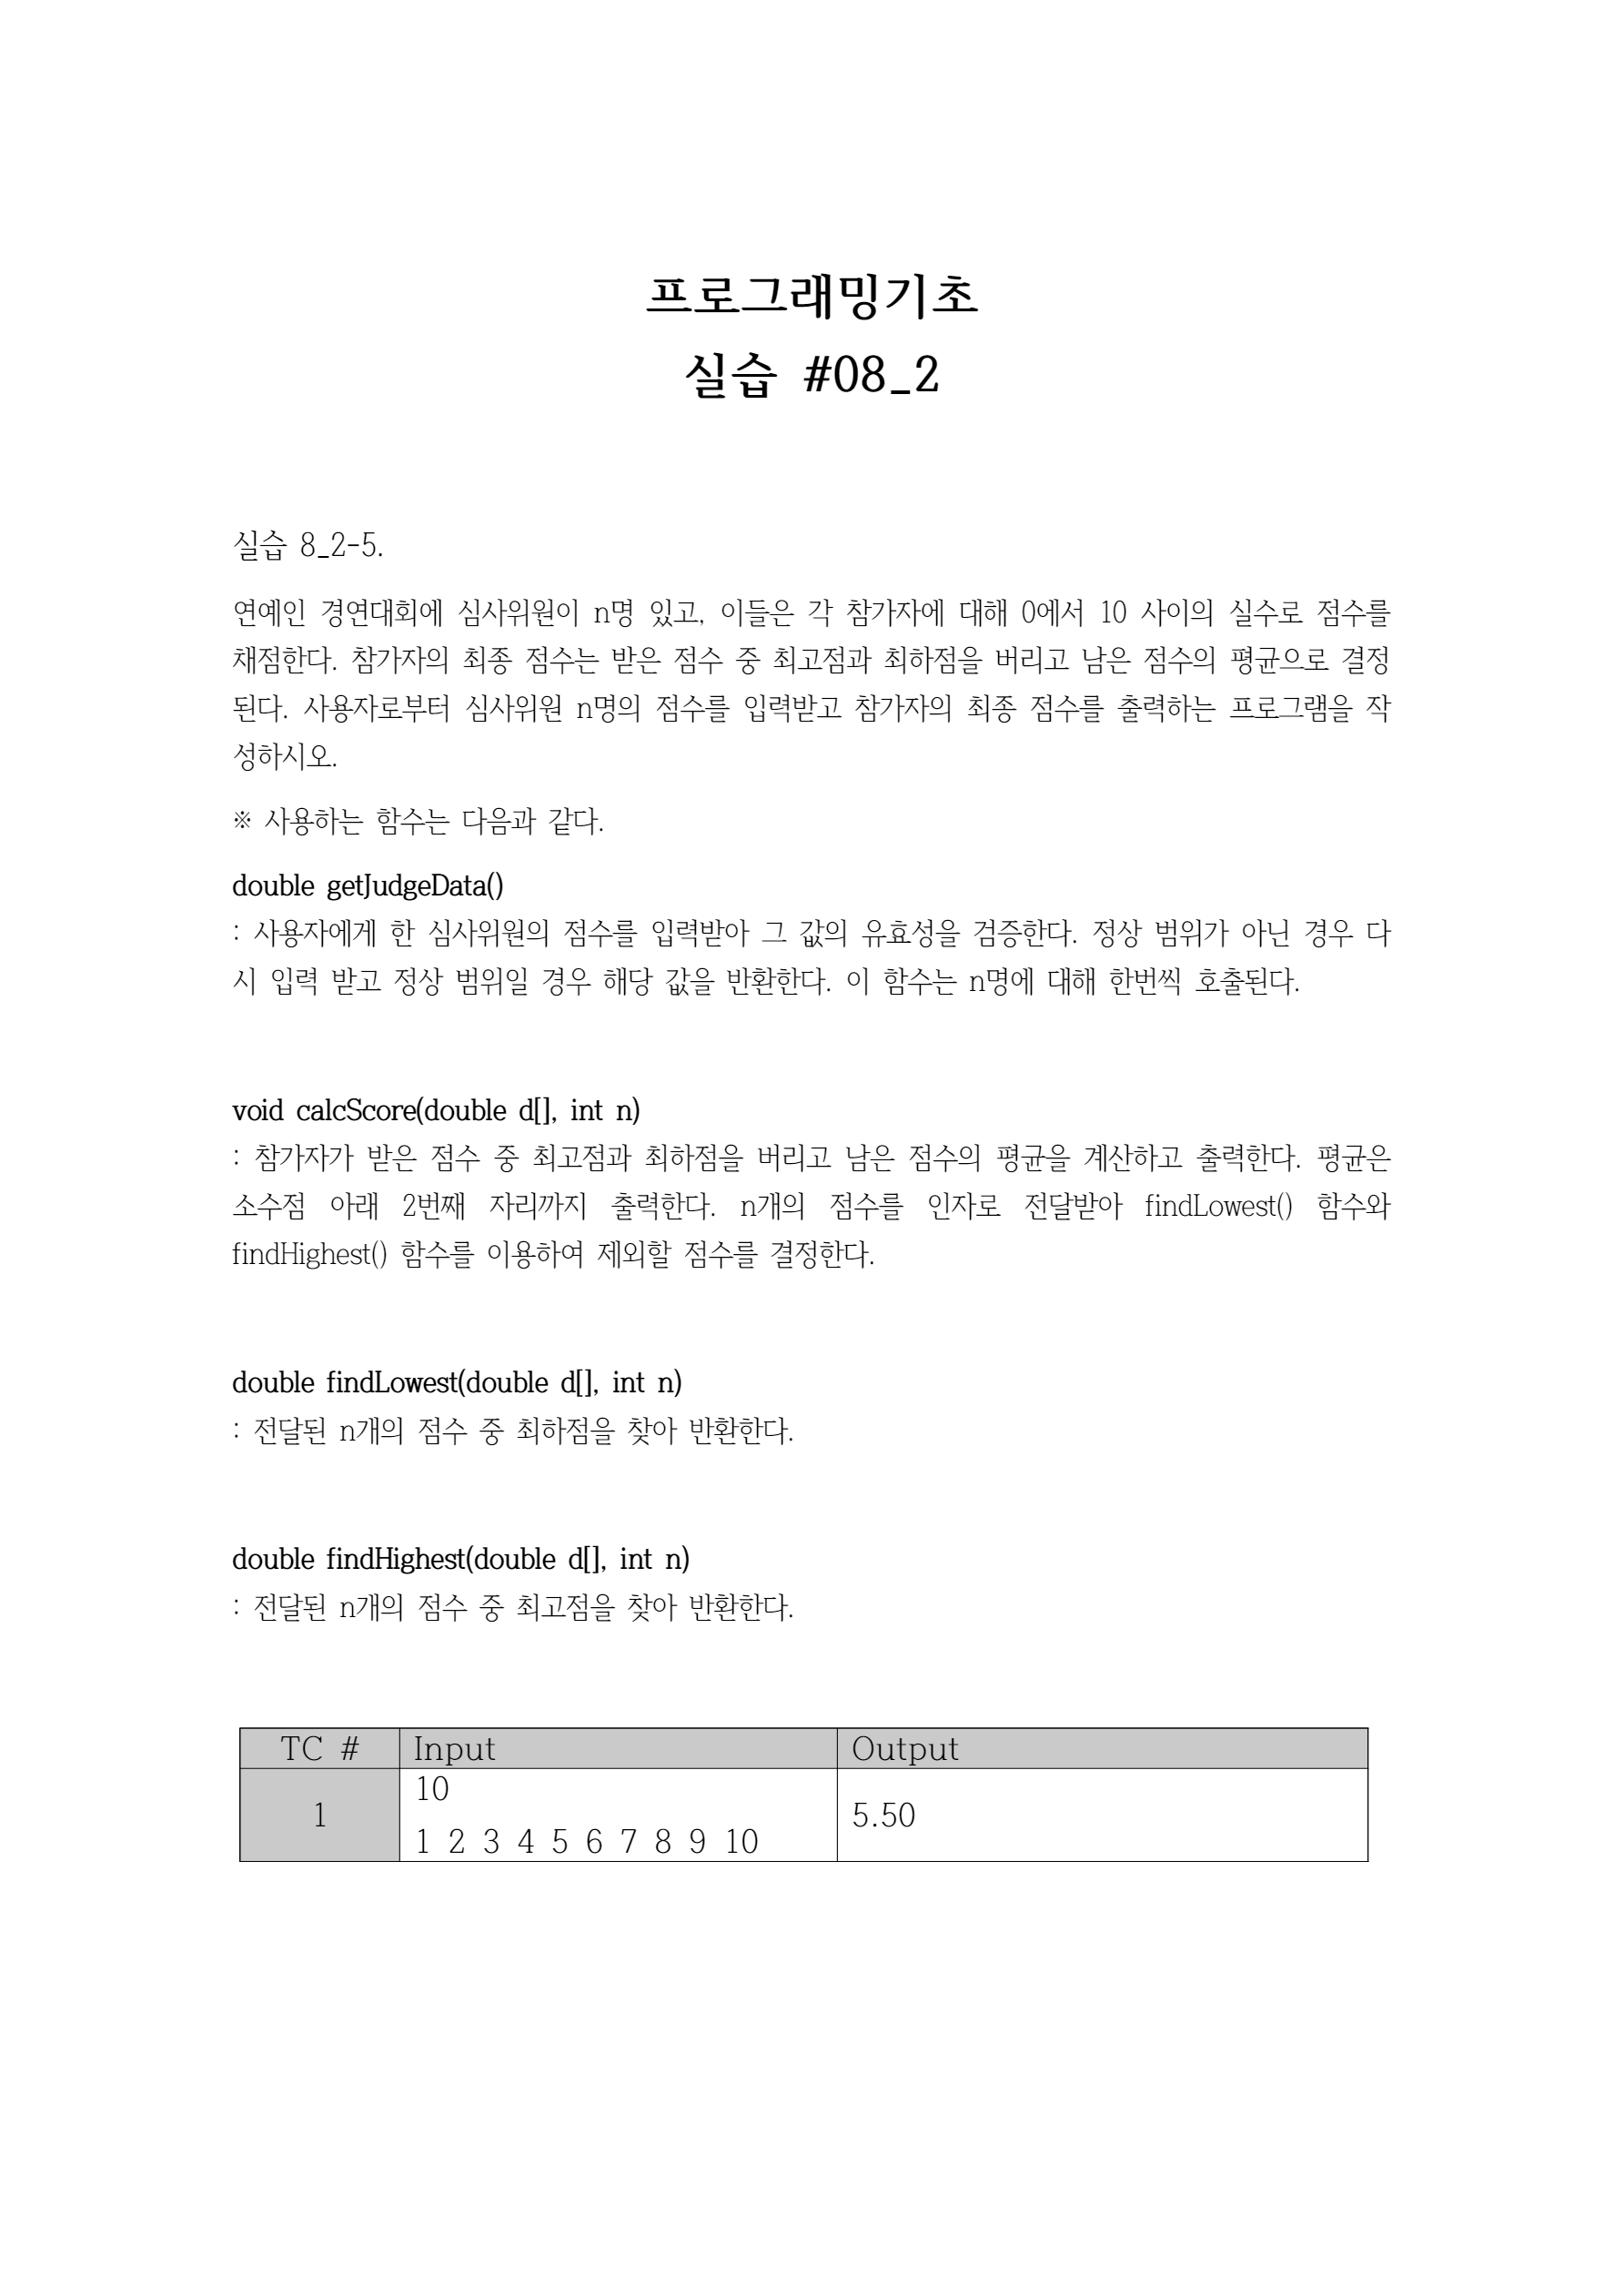 프로그래밍기초
실습 #08_2
실습 8_2-5.
연예인 경연대회에 심사위원이 n명 있고, 이들은 각 참가자에 대해 0에서 10 사이의 실수로 점수를
채점한다. 참가자의 최종 점수는 받은 점수 중 최고점과 최하점을 버리고 남은 점수의 평균으로 결정
된다. 사용자로부터 심사위원 n명의 점수를 입력받고 참가자의 최종 점수를 출력하는 프로그램을 작
성하시오.
※ 사용하는 함수는 다음과 같다.
double getJudgeData()
: 사용자에게 한 심사위원의 점수를 입력받아 그 값의 유효성을 검증한다. 정상 범위가 아닌 경우 다
시 입력 받고 정상 범위일 경우 해당 값을 반환한다. 이 함수는 n명에 대해 한번씩 호출된다.
void calcScore(double d[], int n)
: 참가자가 받은 점수 중 최고점과 최하점을 버리고 남은 점수의 평균을 계산하고 출력한다. 평균은
소수점 아래 2번째 자리까지 출력한다. n개의 점수를 인자로 전달받아 findLowest() 함수와
findHighest() 함수를 이용하여 제외할 점수를 결정한다.
double findLowest(double d[], int n)
: 전달된 n개의 점수 중 최하점을 찾아 반환한다.
double findHighest(double d[], int n)
: 전달된 n개의 점수 중 최고점을 찾아 반환한다.
TC # Input Output
10
1 5.50
1 2 3 4 5 6 7 8 9 10